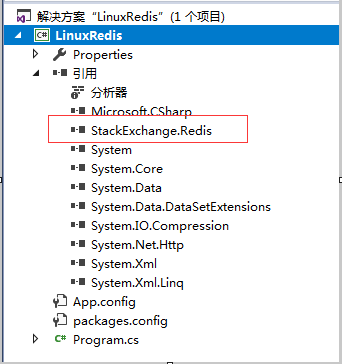 解决方案“LinuxRedis”(1 个项目)
LinuxRedis
Properties
引用
分析器
Microsoft.CSharp
StackExchange.Redis
System
System.Core
System.Data
System.Data.DataSetExtensions
System.IO.Compression
System.Net.Http
System.Xml
System.Xml.Linq
App.config
packages.config
C# Program.cs